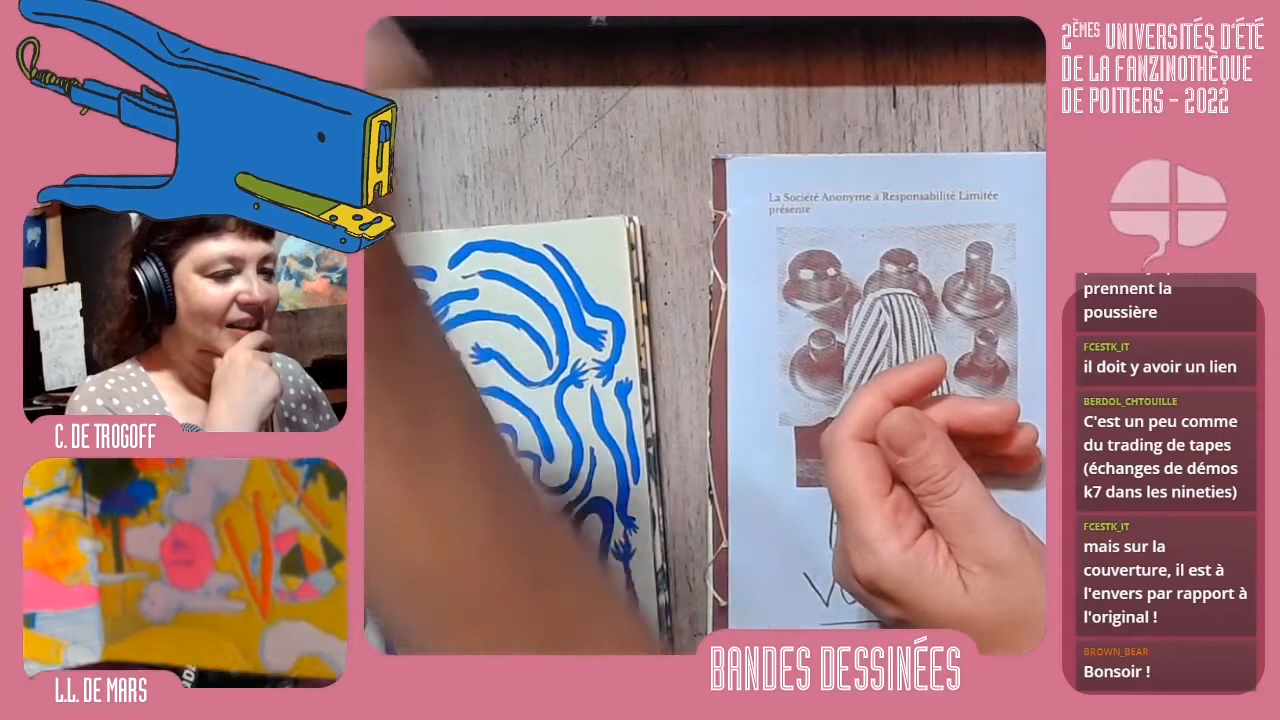 2ÈMES UNIVERSITÉS D'ÉTÉ
DE LA FANZINOTHÈQUE
DE POITIERS - 2022
La Société Anonyme à Responsabilité Limitée
présente
C. DE TROGOFF
L.L. DE MARS
BANDES DESSINÉES
prennent la
poussière
FCESTK_IT
il doit y avoir un lien
BERDOL_CHTOUILLE
C'est un peu comme
du trading de tapes
(échanges de démos
k7 dans les nineties)
FCESTK_IT
mais sur la
couverture, il est à
l'envers par rapport à
l'original !
BROWN_BEAR
Bonsoir !